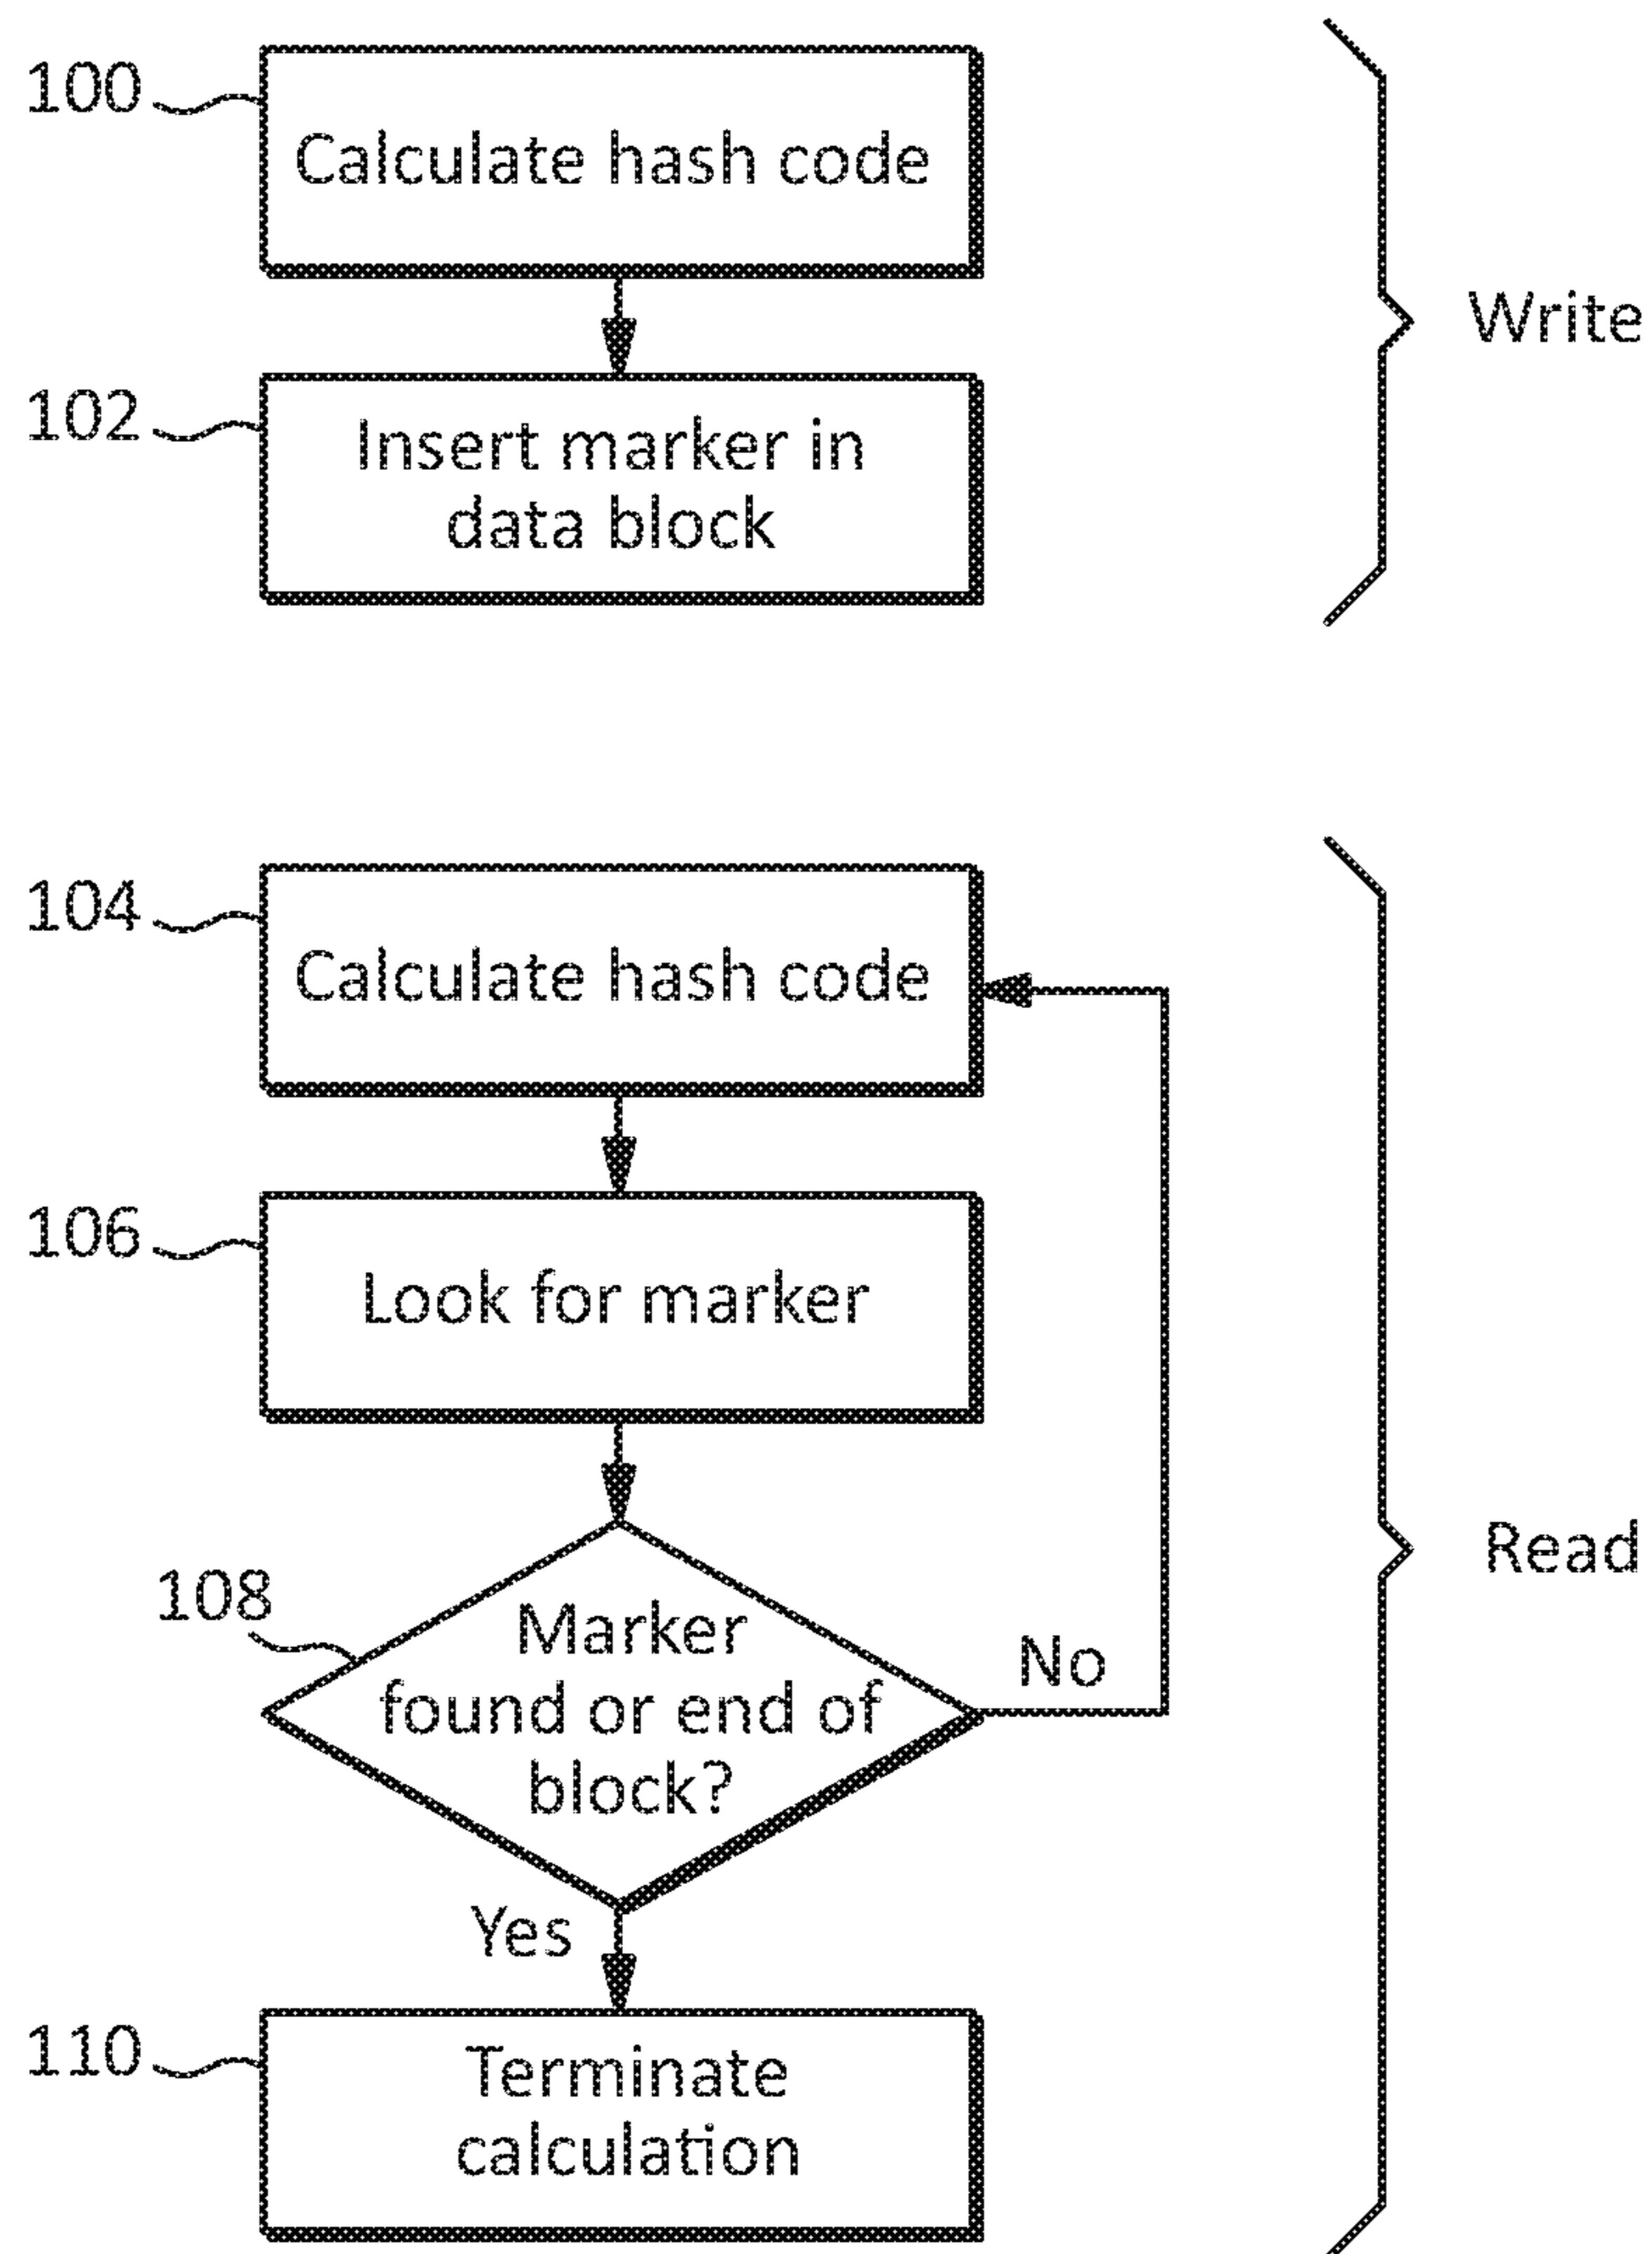 100
Calculate hash code
Write
102
Insert marker in
data block
104
Calculate hash code
106
Look for marker
Read
108
Marker
found or end of
block?
No
Yes
110
Terminate
calculation